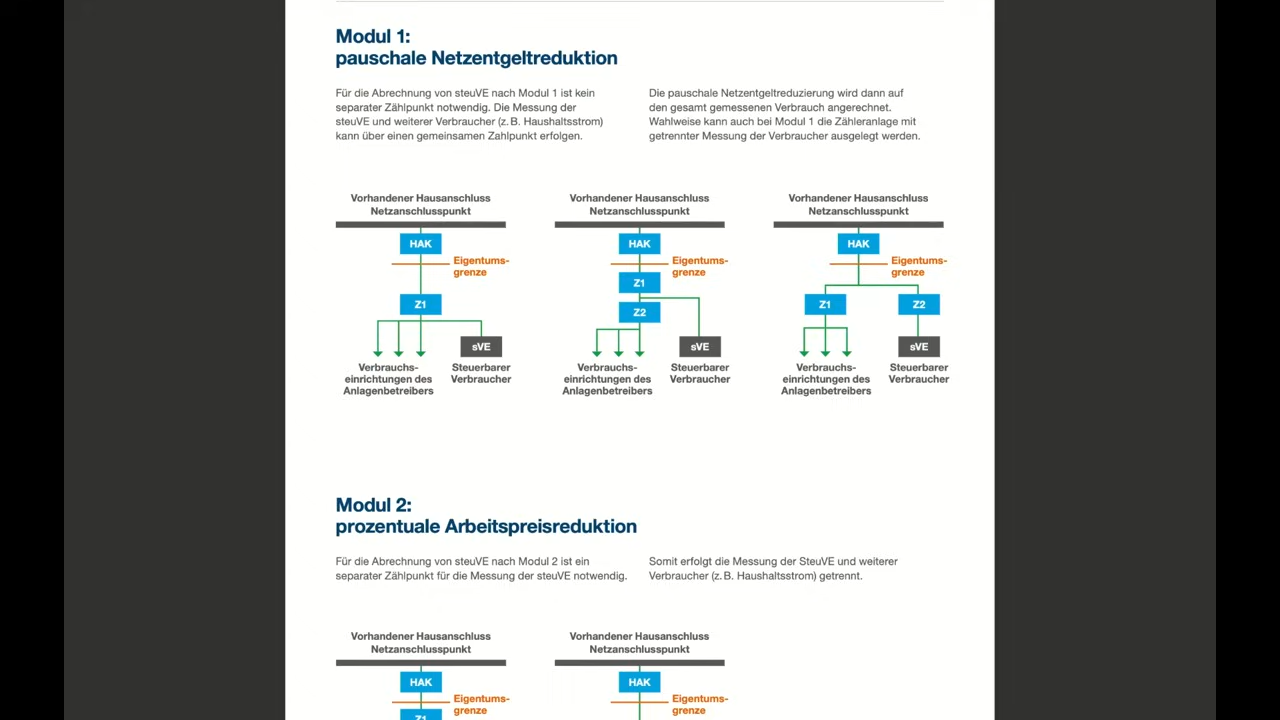 Modul 1:
pauschale Netzentgeltreduktion
Für die Abrechnung von steuVE nach Modul 1 ist kein
separater Zählpunkt notwendig. Die Messung der
steuVE und weiterer Verbraucher (z. B. Haushaltsstrom)
kann über einen gemeinsamen Zahlpunkt erfolgen.
Die pauschale Netzentgeltreduzierung wird dann auf
den gesamt gemessenen Verbrauch angerechnet.
Wahlweise kann auch bei Modul 1 die Zähleranlage mit
getrennter Messung der Verbraucher ausgelegt werden.
Vorhandener Hausanschluss
Netzanschlusspunkt
HAK
Eigentums-
grenze
Z1
sVE
Verbrauchs-
einrichtungen des
Anlagenbetreibers
Steuerbarer
Verbraucher
Vorhandener Hausanschluss
Netzanschlusspunkt
HAK
Eigentums-
grenze
Z1
Z2
sVE
Verbrauchs-
einrichtungen des
Anlagenbetreibers
Steuerbarer
Verbraucher
Vorhandener Hausanschluss
Netzanschlusspunkt
HAK
Eigentums-
grenze
Z1
Z2
sVE
Verbrauchs-
einrichtungen des
Anlagenbetreibers
Steuerbarer
Verbraucher
Modul 2:
prozentuale Arbeitspreisreduktion
Für die Abrechnung von steuVE nach Modul 2 ist ein
separater Zählpunkt für die Messung der steuVE notwendig.
Somit erfolgt die Messung der SteuVE und weiterer
Verbraucher (z. B. Haushaltsstrom) getrennt.
Vorhandener Hausanschluss
Netzanschlusspunkt
HAK
Eigentums-
grenze
Z1
Vorhandener Hausanschluss
Netzanschlusspunkt
HAK
Eigentums-
grenze